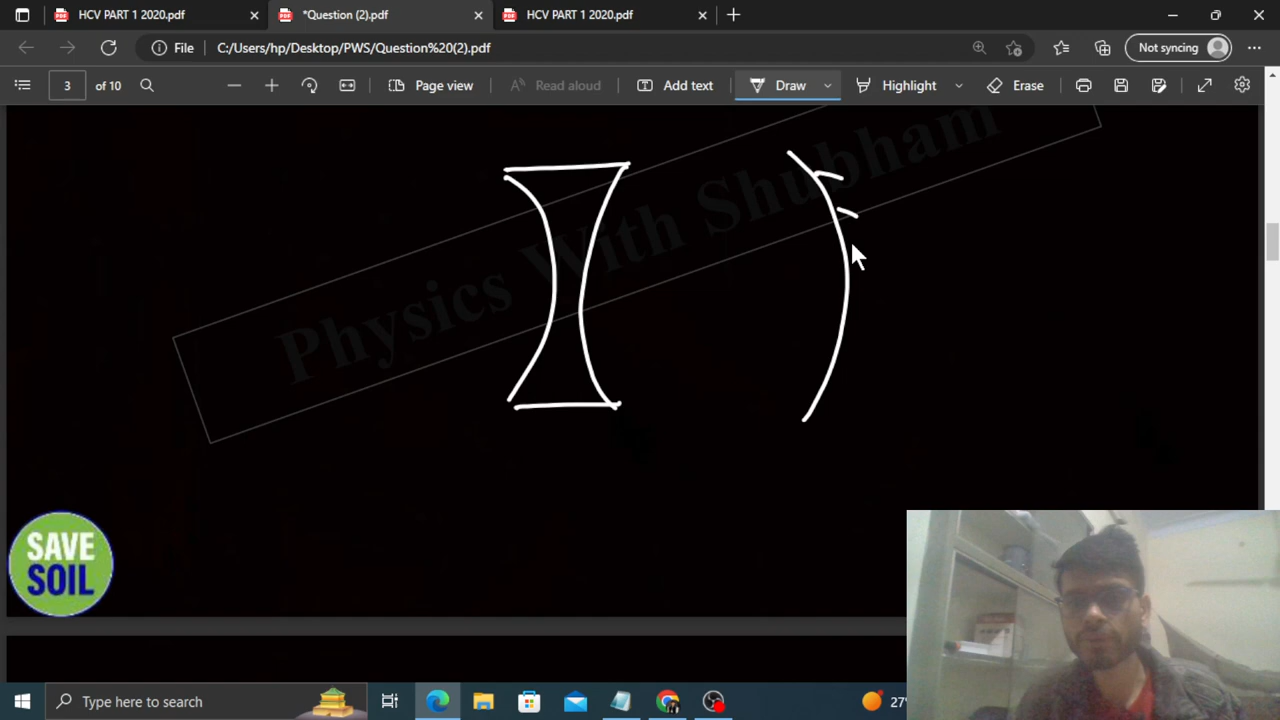 HCV PART 1 2020.pdf
*Question (2).pdf
HCV PART 1 2020.pdf
File
C:/Users/hp/Desktop/PWS/Question%20(2).pdf
Not syncing
3
of 10
Page view
Read aloud
Add text
Draw
Highlight
Erase
Physics With Shubham
SAVE
SOIL
Type here to search
27°